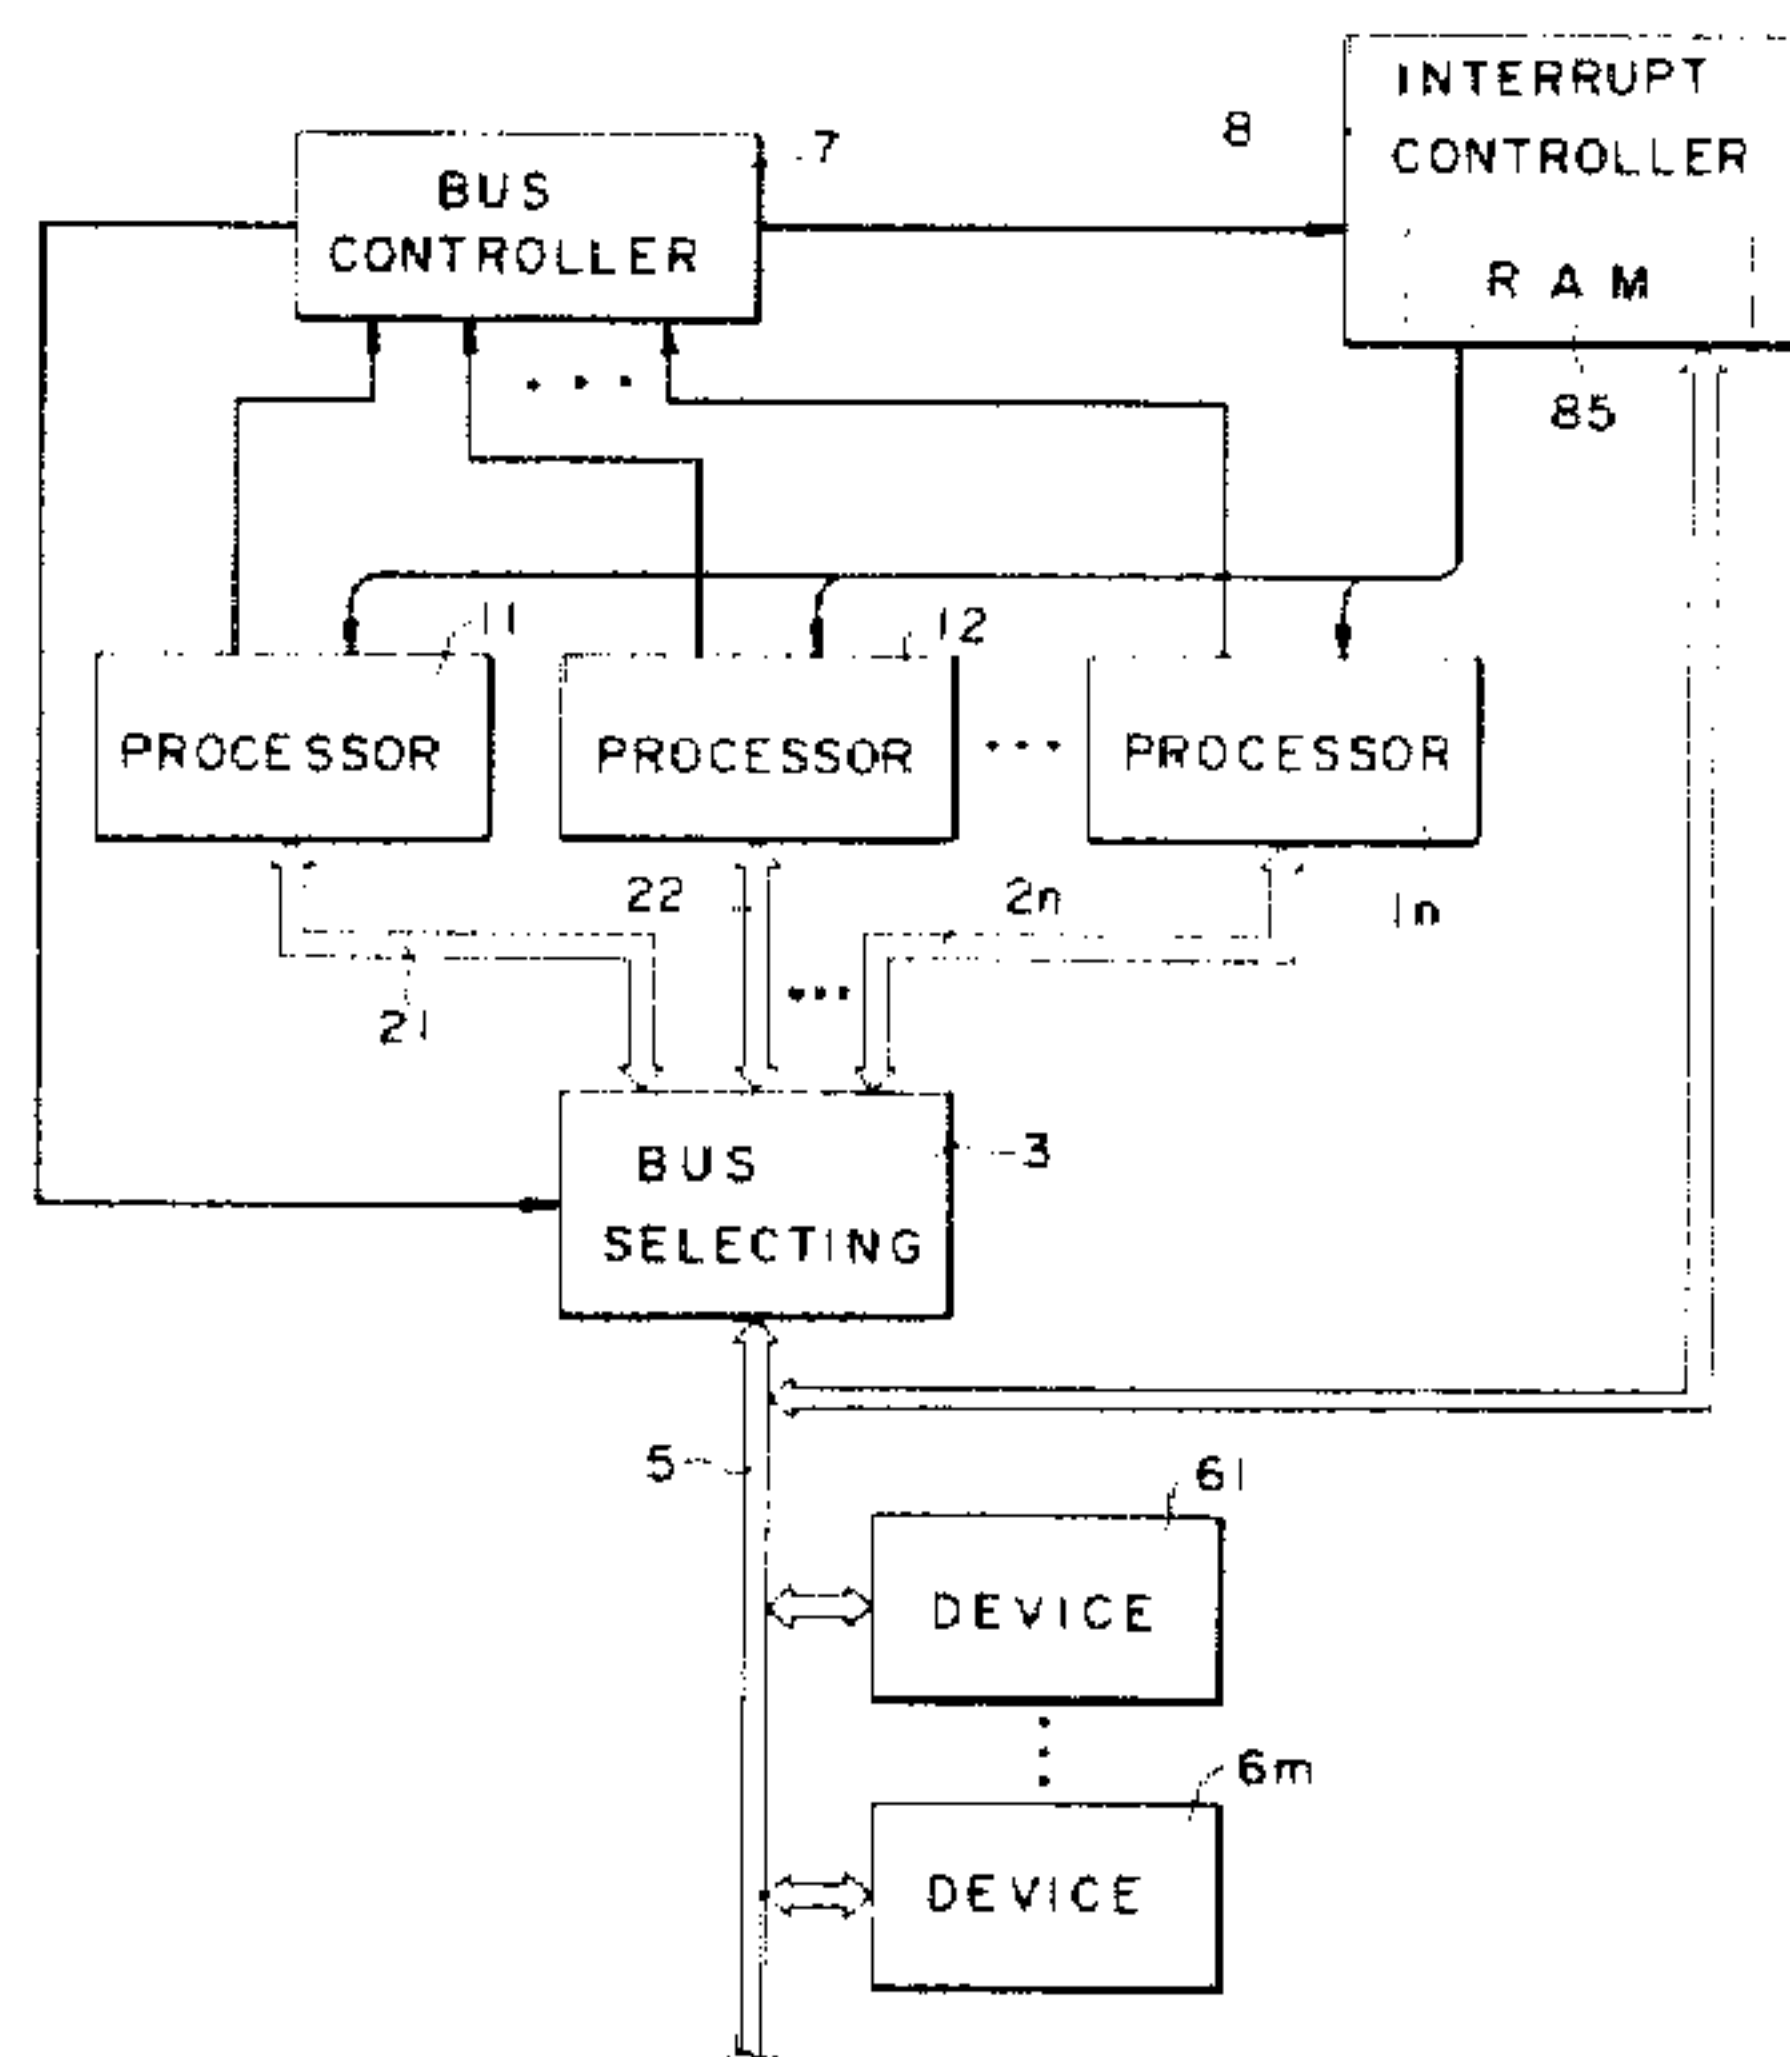 INTERRUPT
CONTROLLER
8
7
BUS
CONTROLLER
RAM
85
11
12
PROCESSOR
PROCESSOR
PROCESSOR
22
2n
1n
21
3
BUS
SELECTING
5
61
DEVICE
6m
DEVICE